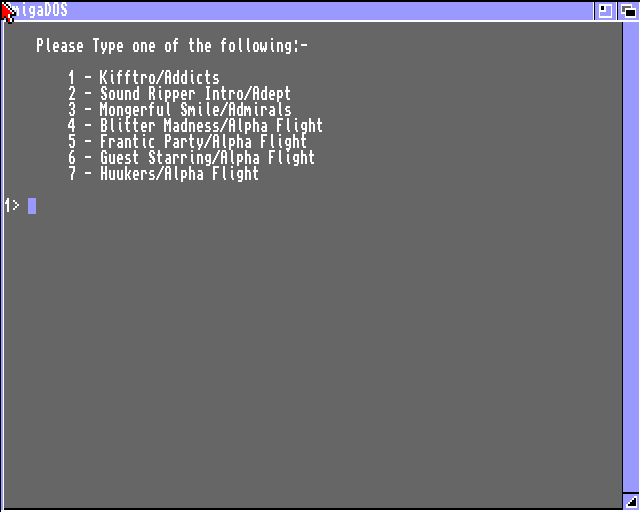 AmigaDOS
Please Type one of the following:-
1 - Kifftro/Addicts
2 - Sound Ripper Intro/Adept
3 - Mongerful Smile/Admirals
4 - Blitter Madness/Alpha Flight
5 - Frantic Party/Alpha Flight
6 - Guest Starring/Alpha Flight
7 - Huukers/Alpha Flight
1>